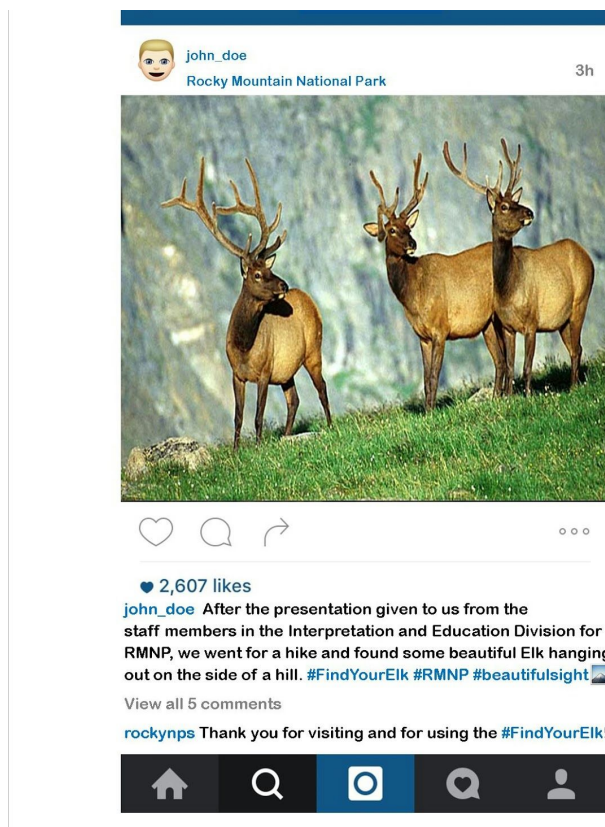 john_doe
Rocky Mountain National Park
3h
2,607 likes
john_doe After the presentation given to us from the
staff members in the Interpretation and Education Division for
RMNP, we went for a hike and found some beautiful Elk hanging
out on the side of a hill. #FindYourElk #RMNP #beautifulsight
View all 5 comments
rockynps Thank you for visiting and for using the #FindYourElk!